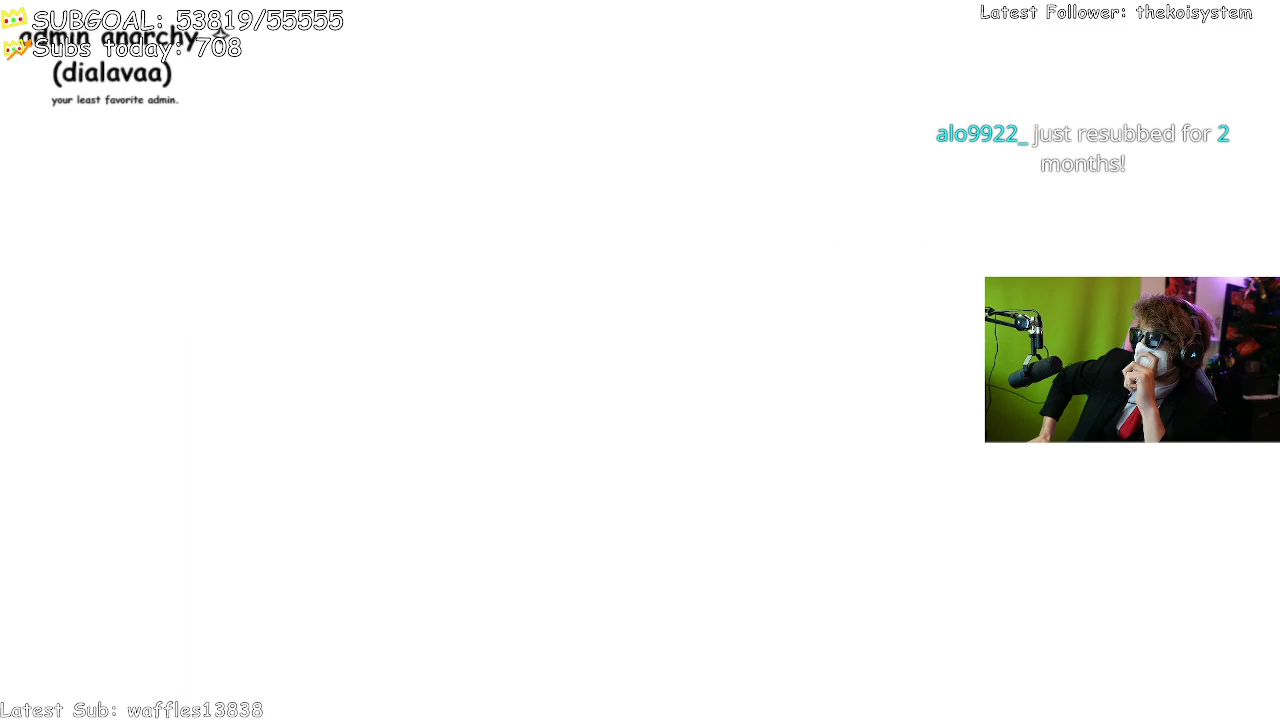 SUBGOAL: 53819/55555
admin anarchy
Subs today: 708
(dialavaa)
your least favorite admin.
Latest Follower: thekoisystem
alo9922_ just resubbed for 2
months!
Latest Sub: waffles13838